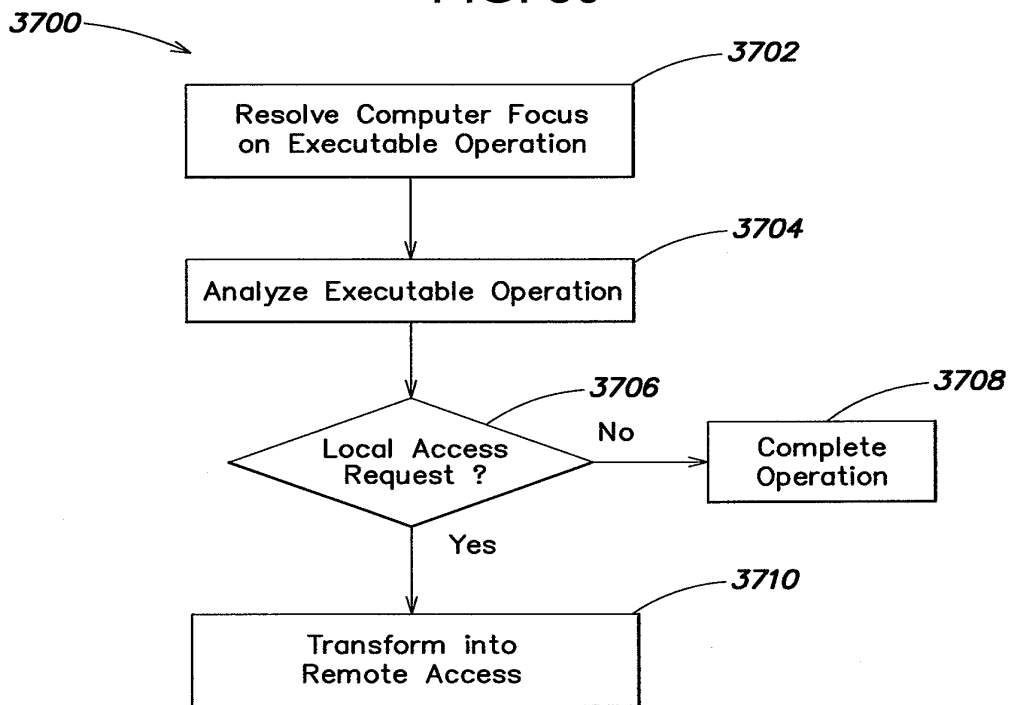 3700
3702
Resolve Computer Focus
on Executable Operation
3704
Analyze Executable Operation
3706
3708
Local Access
Request ?
No
Complete
Operation
Yes
3710
Transform into
Remote Access